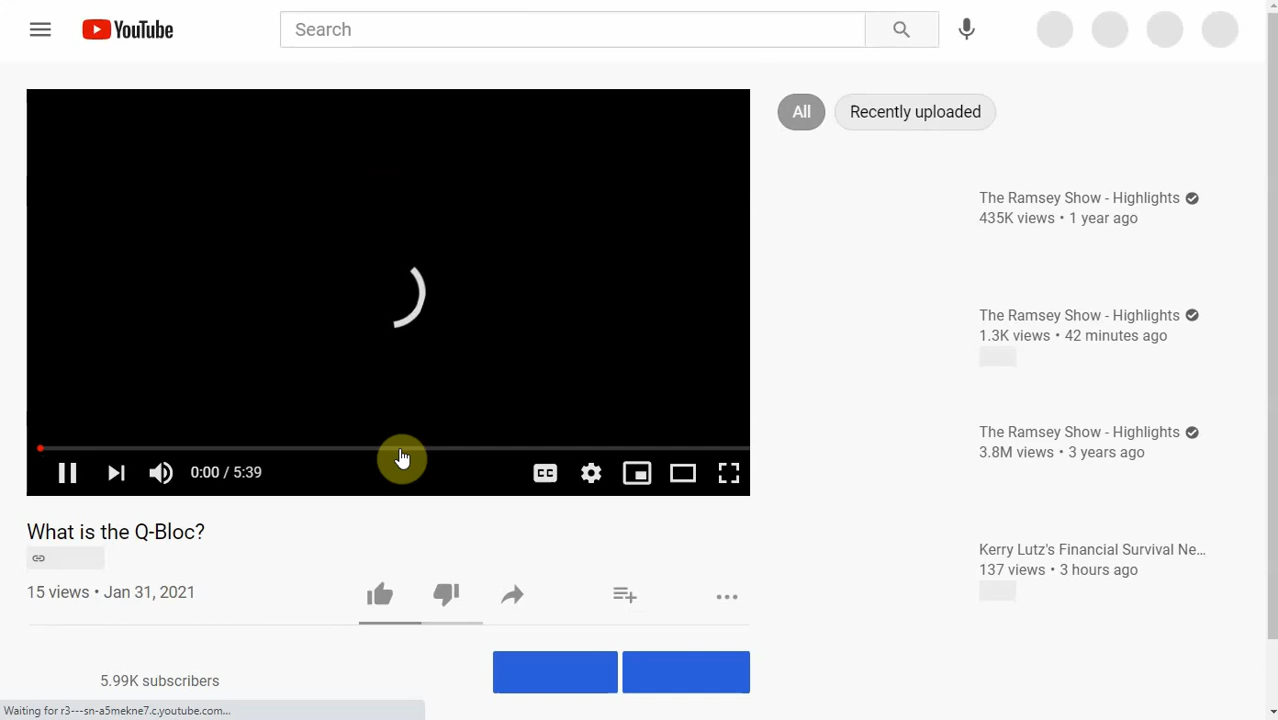 YouTube
Search
All
Recently uploaded
The Ramsey Show - Highlights
435K views • 1 year ago
The Ramsey Show - Highlights
1.3K views • 42 minutes ago
The Ramsey Show - Highlights
3.8M views • 3 years ago
Kerry Lutz's Financial Survival Ne...
137 views • 3 hours ago
CC
0:00 / 5:39
What is the Q-Bloc?
15 views • Jan 31, 2021
5.99K subscribers
Waiting for r3---sn-a5mekne7.c.youtube.com...